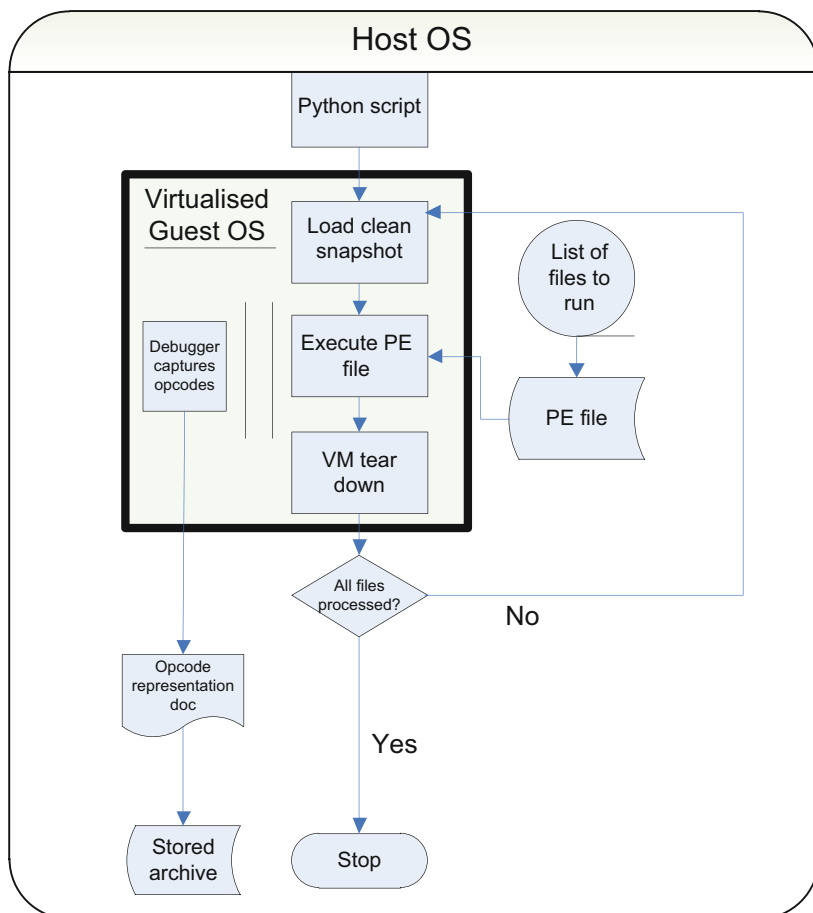 Host OS
Python script
Virtualised
Guest OS
Load clean
snapshot
List of
files to
run
Debugger
captures
opcodes
Execute PE
file
PE file
VM tear
down
All files
processed?
No
Opcode
representation
doc
Yes
Stored
archive
Stop